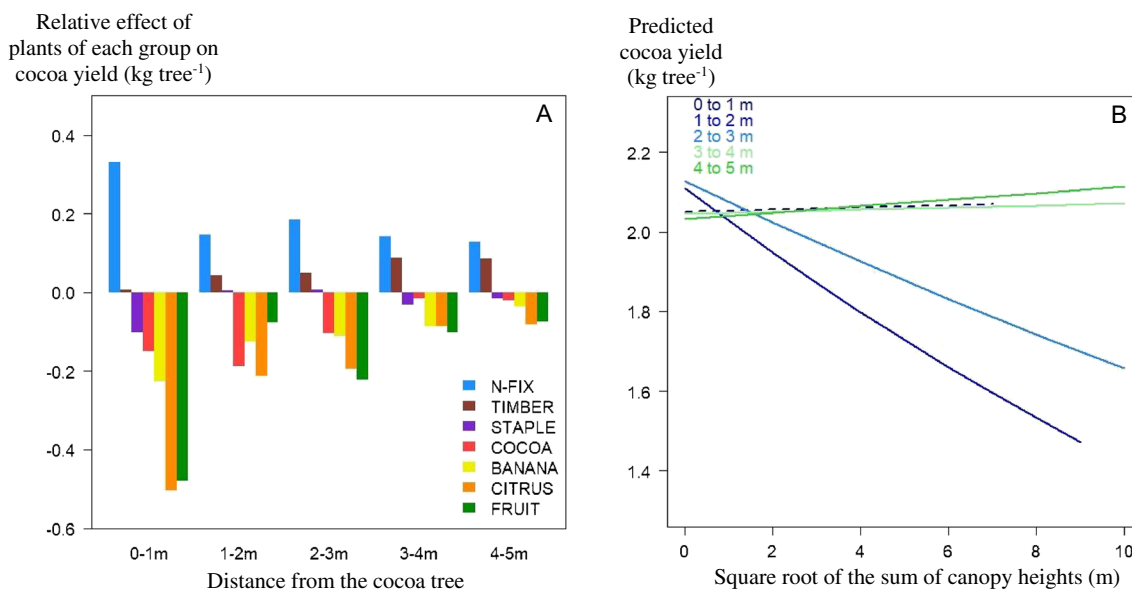 Relative effect of
plants of each group on
cocoa yield (kg tree⁻¹)
A
0.4
0.2
0.0
-0.2
-0.4
-0.6
N-FIX
TIMBER
STAPLE
COCOA
BANANA
CITRUS
FRUIT
0-1m 1-2m 2-3m 3-4m 4-5m
Distance from the cocoa tree
Predicted
cocoa yield
(kg tree⁻¹)
B
0 to 1 m
1 to 2 m
2 to 3 m
3 to 4 m
4 to 5 m
2.2
2.0
1.8
1.6
1.4
0 2 4 6 8 10
Square root of the sum of canopy heights (m)